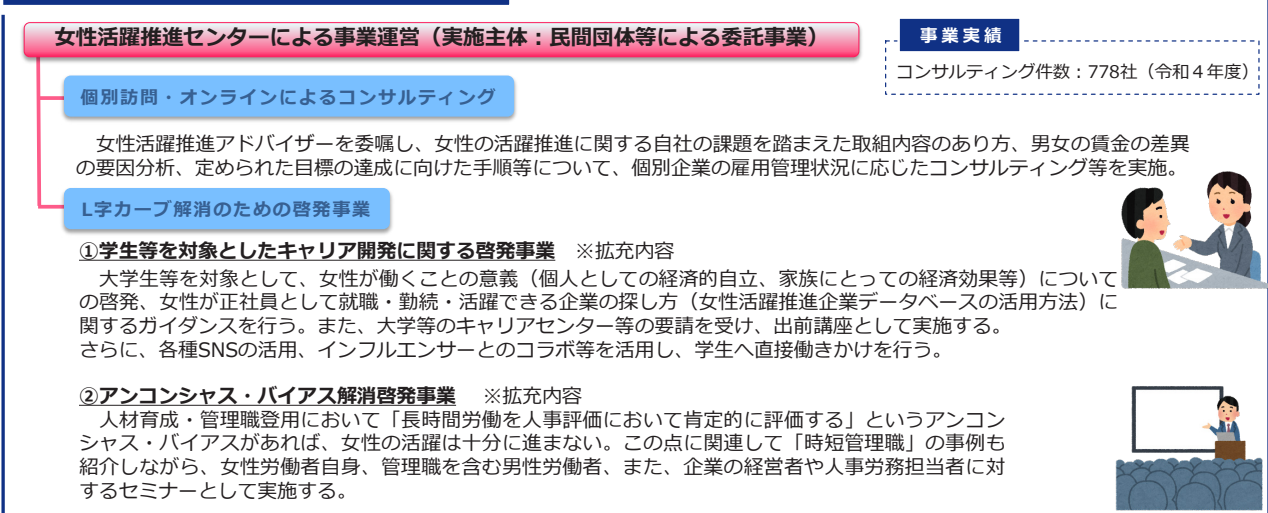 女性活躍推進センターによる事業運営（実施主体：民間団体等による委託事業）
事業実績
コンサルティング件数：778社（令和４年度）
個別訪問・オンラインによるコンサルティング
女性活躍推進アドバイザーを委嘱し、女性の活躍推進に関する自社の課題を踏まえた取組内容のあり方、男女の賃金の差異
の要因分析、定められた目標の達成に向けた手順等について、個別企業の雇用管理状況に応じたコンサルティング等を実施。
L字カーブ解消のための啓発事業
①学生等を対象としたキャリア開発に関する啓発事業　※拡充内容
大学生等を対象として、女性が働くことの意義（個人としての経済的自立、家族にとっての経済効果等）について
の啓発、女性が正社員として就職・勤続・活躍できる企業の探し方（女性活躍推進企業データベースの活用方法）に
関するガイダンスを行う。また、大学等のキャリアセンター等の要請を受け、出前講座として実施する。
さらに、各種SNSの活用、インフルエンサーとのコラボ等を活用し、学生へ直接働きかけを行う。
②アンコンシャス・バイアス解消啓発事業　※拡充内容
人材育成・管理職登用において「長時間労働を人事評価において肯定的に評価する」というアンコン
シャス・バイアスがあれば、女性の活躍は十分に進まない。この点に関連して「時短管理職」の事例も
紹介しながら、女性労働者自身、管理職を含む男性労働者、また、企業の経営者や人事労務担当者に対
するセミナーとして実施する。